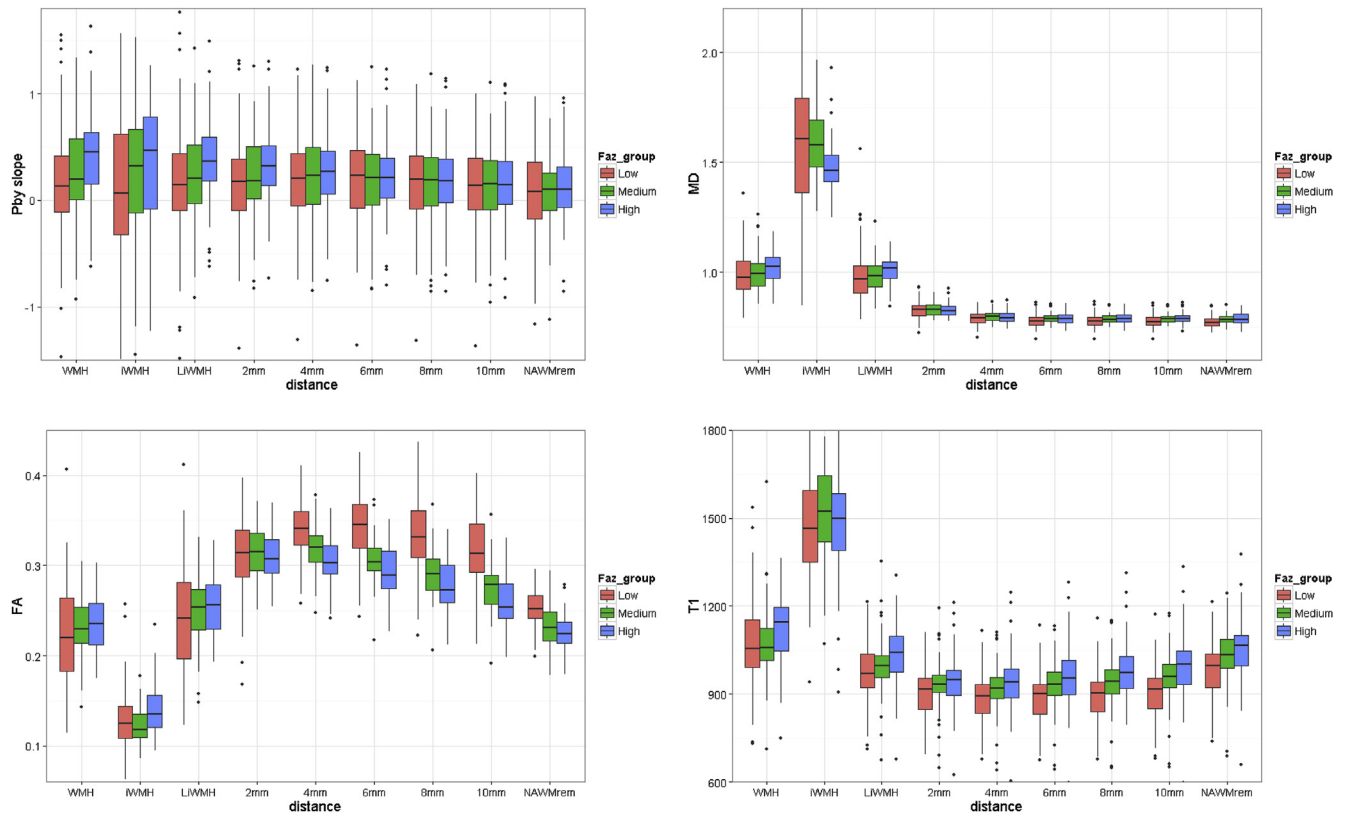 Pby slope
1
0
-1
WMH iWMH LiWMH 2mm 4mm 6mm 8mm 10mm NAWMrem
distance
Faz_group
Low
Medium
High
MD
2.0
1.5
1.0
WMH iWMH LiWMH 2mm 4mm 6mm 8mm 10mm NAWMrem
distance
Faz_group
Low
Medium
High
FA
0.4
0.3
0.2
0.1
WMH iWMH LiWMH 2mm 4mm 6mm 8mm 10mm NAWMrem
distance
Faz_group
Low
Medium
High
T1
1800
1500
1200
900
600
WMH iWMH LiWMH 2mm 4mm 6mm 8mm 10mm NAWMrem
distance
Faz_group
Low
Medium
High